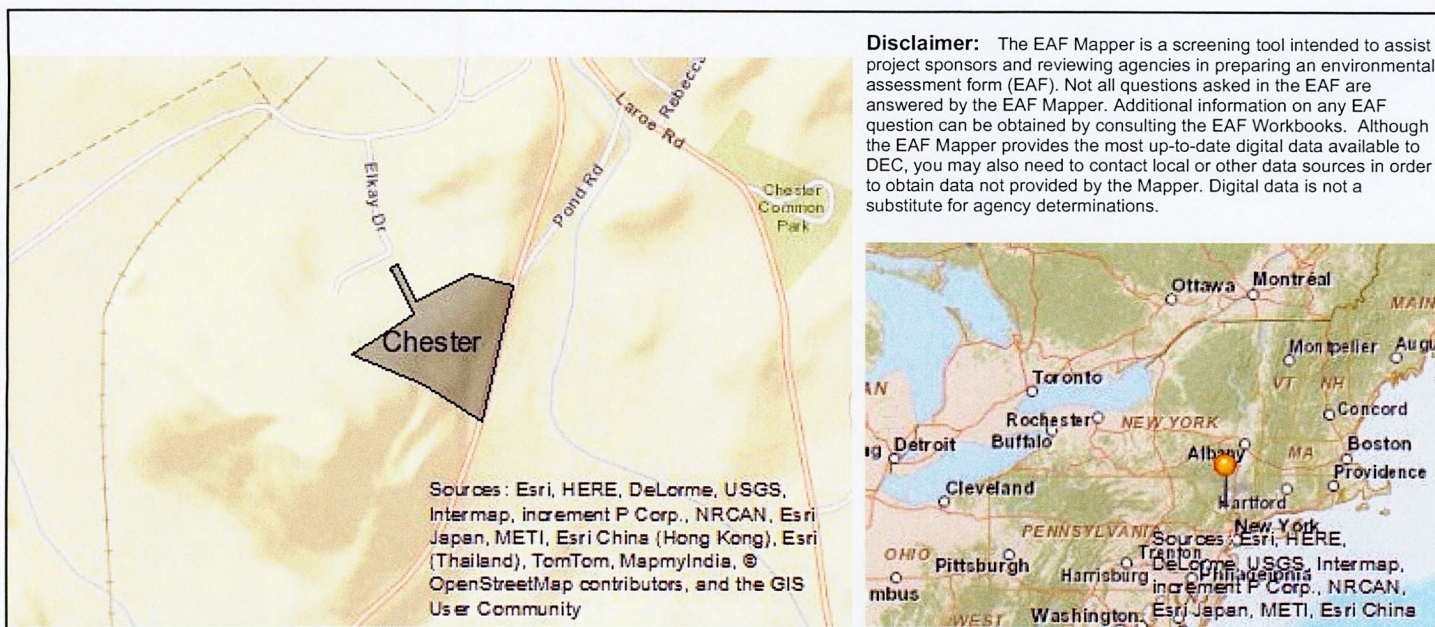 Disclaimer: The EAF Mapper is a screening tool intended to assist
project sponsors and reviewing agencies in preparing an environmental
assessment form (EAF). Not all questions asked in the EAF are
answered by the EAF Mapper. Additional information on any EAF
question can be obtained by consulting the EAF Workbooks. Although
the EAF Mapper provides the most up-to-date digital data available to
DEC, you may also need to contact local or other data sources in order
to obtain data not provided by the Mapper. Digital data is not a
substitute for agency determinations.
Rebecca
Laroe Rd
Elkay Dr
Pond Rd
Chester
Common
Park
Chester
Sources: Esri, HERE, DeLorme, USGS,
Intermap, increment P Corp., NRCAN, Esri
Japan, METI, Esri China (Hong Kong), Esri
(Thailand), TomTom, MapmyIndia, ©
OpenStreetMap contributors, and the GIS
User Community
Ottawa
Montréal
MAIN
Montpelier
Augu
Toronto
VT
NH
AN
Rochester
NEW YORK
Concord
Buffalo
Detroit
Albany
MA
Boston
Providence
Cleveland
Hartford
PENNSYLVANIA
New York
OHIO
Pittsburgh
Trenton
Harrisburg
Philadelphia
mbus
WEST
Washington
Sources: Esri, HERE,
DeLorme, USGS, Intermap,
increment P Corp., NRCAN,
Esri Japan, METI, Esri China